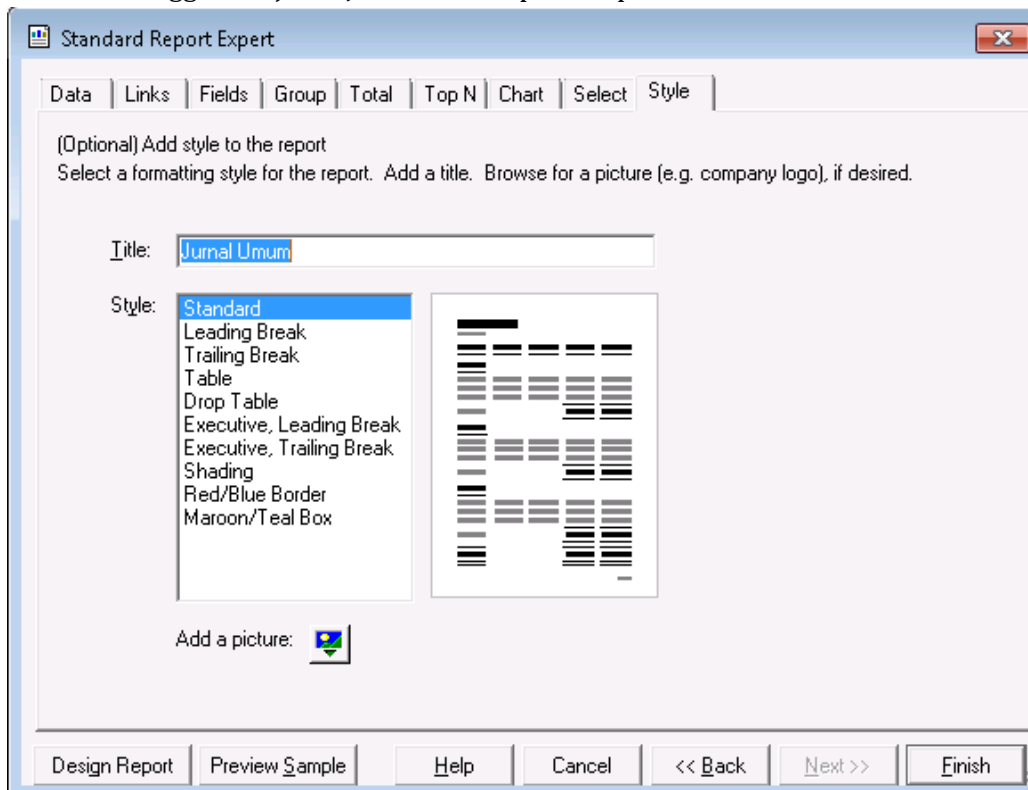 Standard Report Expert
Data Links Fields Group Total Top N Chart Select Style
(Optional) Add style to the report
Select a formatting style for the report. Add a title. Browse for a picture (e.g. company logo), if desired.
Title: Jurnal Umum
Style: Standard
Leading Break
Trailing Break
Table
Drop Table
Executive, Leading Break
Executive, Trailing Break
Shading
Red/Blue Border
Maroon/Teal Box
Add a picture:
Design Report Preview Sample Help Cancel << Back Next >> Finish